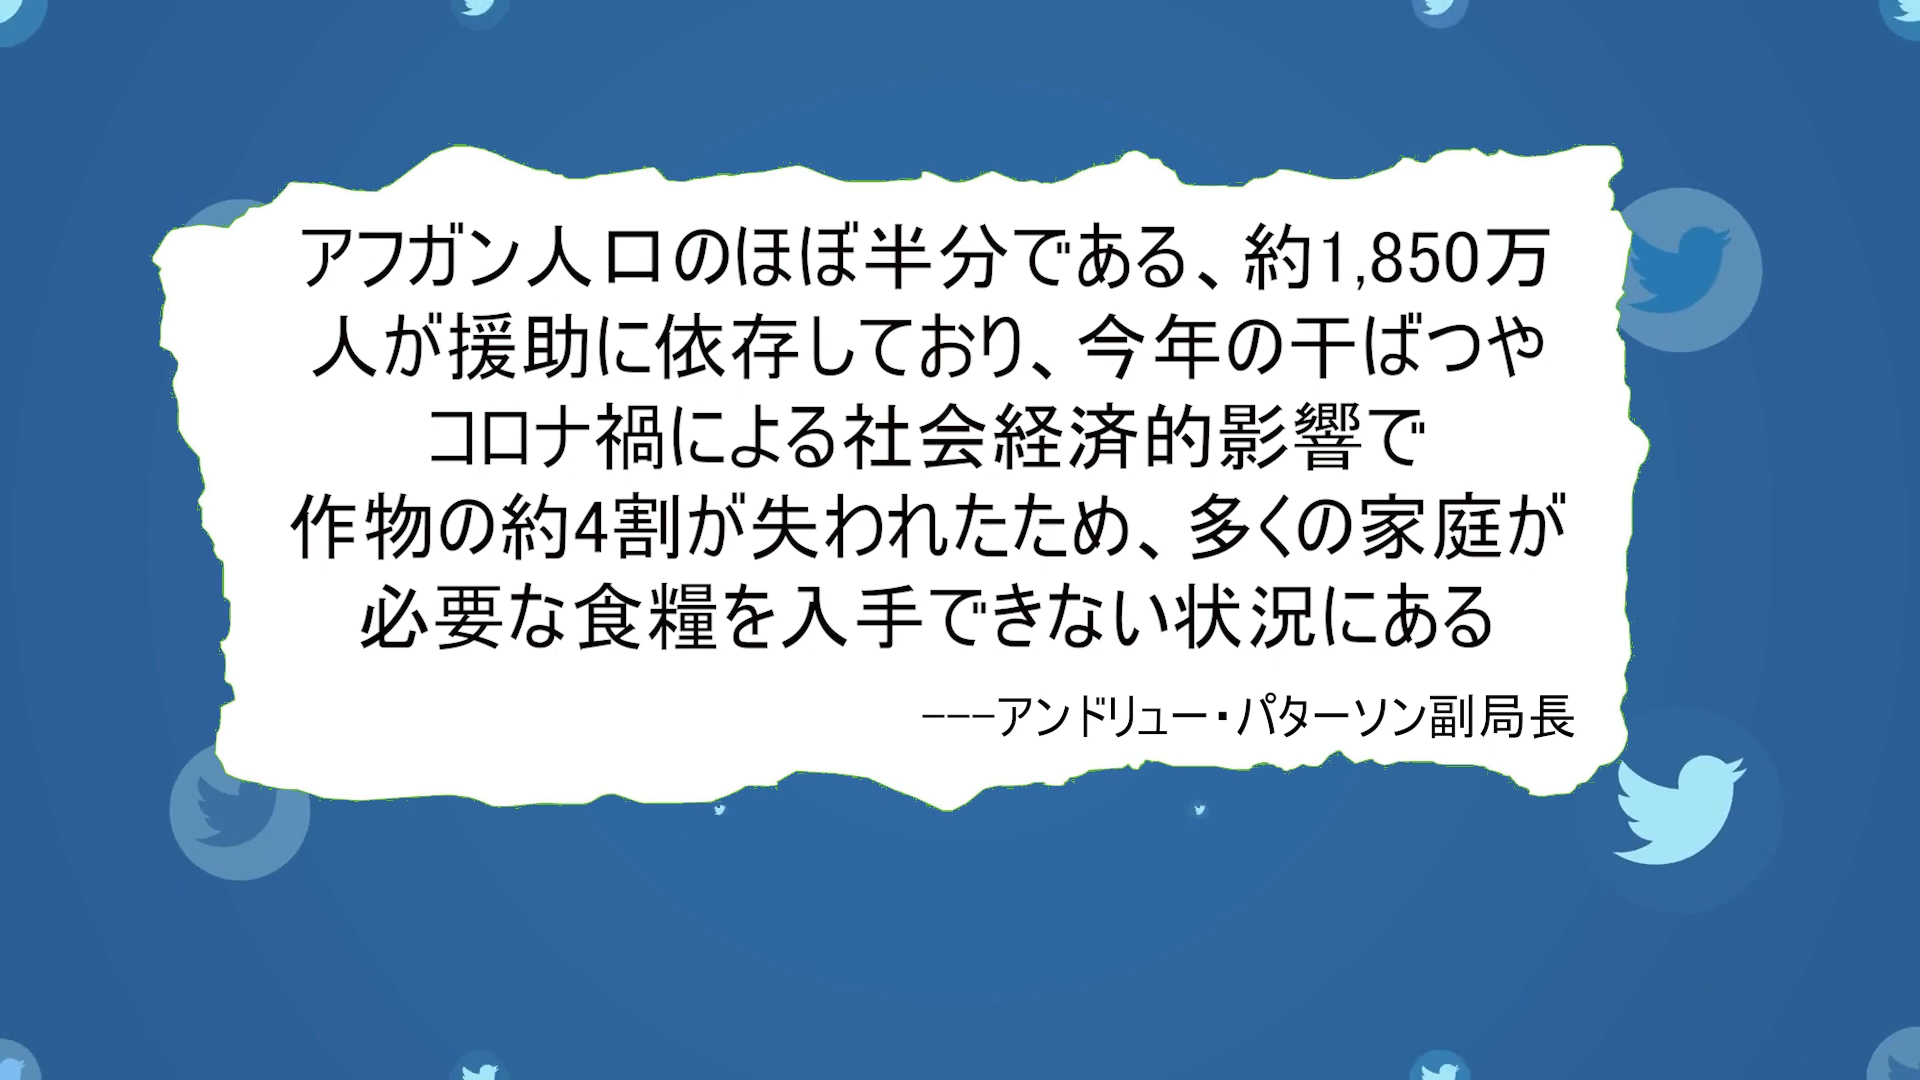 アフガン人口のほぼ半分である、約1,850万
人が援助に依存しており、今年の干ばつや
コロナ禍による社会経済的影響で
作物の約4割が失われたため、多くの家庭が
必要な食糧を入手できない状況にある
---アンドリュー・パターソン副局長